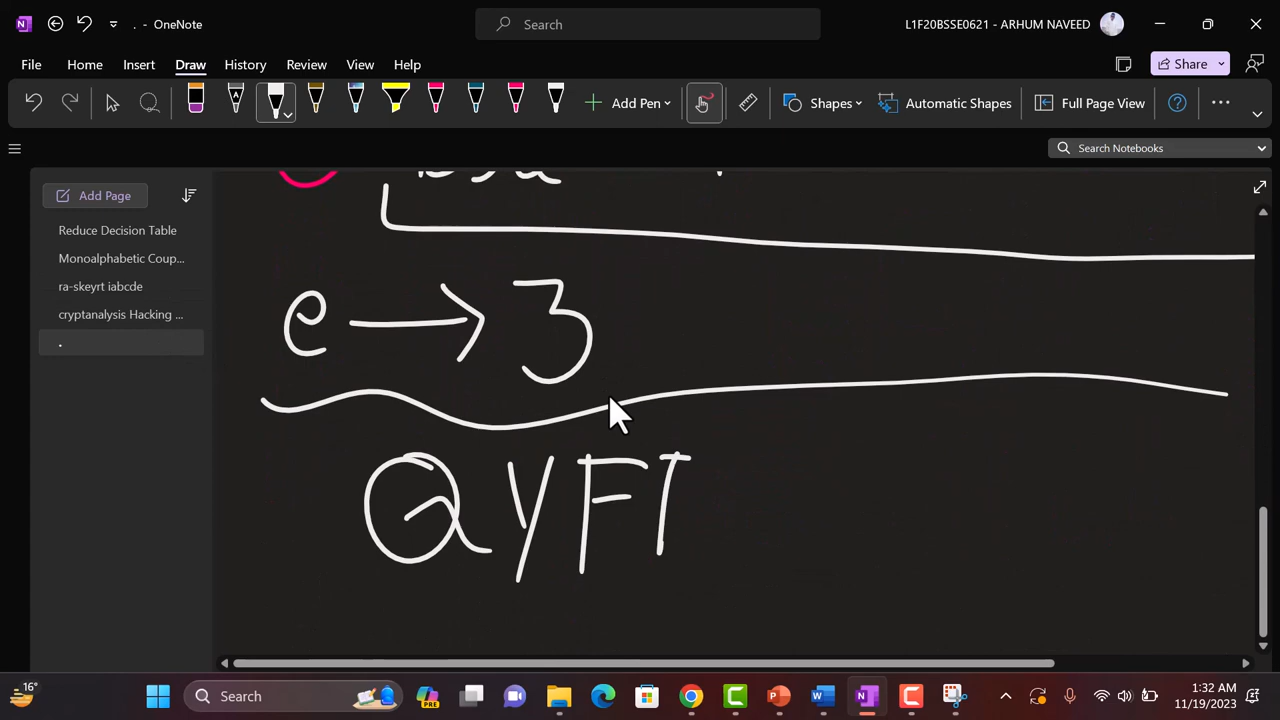 . - OneNote
Search
L1F20BSSE0621 - ARHUM NAVEED
File Home Insert Draw History Review View Help
Share
Add Pen
Shapes
Automatic Shapes
Full Page View
Search Notebooks
Add Page
Reduce Decision Table
Monoalphabetic Coup...
ra-skeyrt iabcde
cryptanalysis Hacking ...
.
e → 3
QYFT
16°
Search
PRE
1:32 AM
11/19/2023